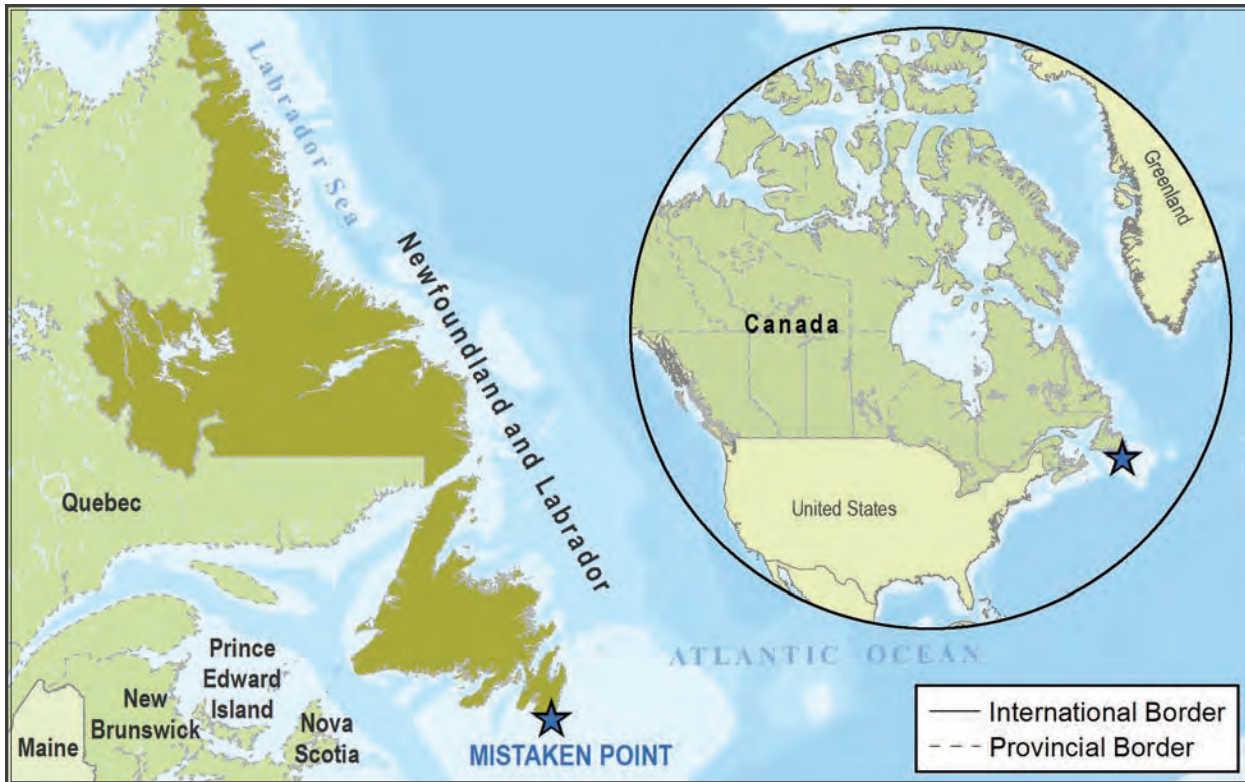 Labrador Sea
Newfoundland and Labrador
Quebec
Prince
Edward
Island
New
Brunswick
Nova
Scotia
Maine
MISTAKEN POINT
ATLANTIC OCEAN
Greenland
Canada
United States
International Border
Provincial Border